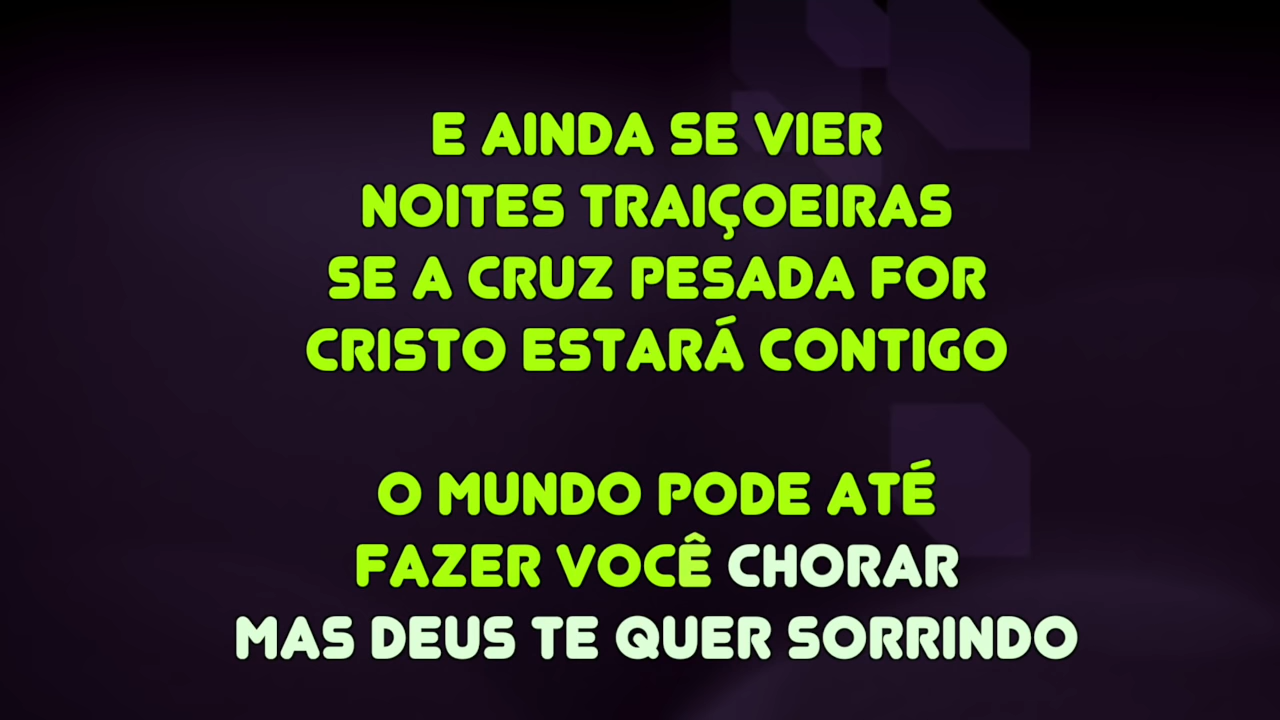 E AINDA SE VIER
NOITES TRAIÇOEIRAS
SE A CRUZ PESADA FOR
CRISTO ESTARÁ CONTIGO
O MUNDO PODE ATÉ
FAZER VOCÊ CHORAR
MAS DEUS TE QUER SORRINDO